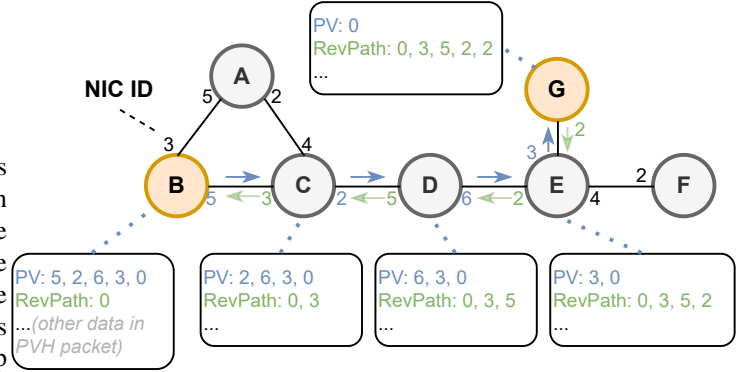 PV: 0
RevPath: 0, 3, 5, 2, 2
...
A
G
NIC ID
5
2
3
2
3
4
B
C
D
E
F
2
5
3
2
5
6
2
4
PV: 5, 2, 6, 3, 0
RevPath: 0
...(other data in
PVH packet)
PV: 2, 6, 3, 0
RevPath: 0, 3
...
PV: 6, 3, 0
RevPath: 0, 3, 5
...
PV: 3, 0
RevPath: 0, 3, 5, 2
...